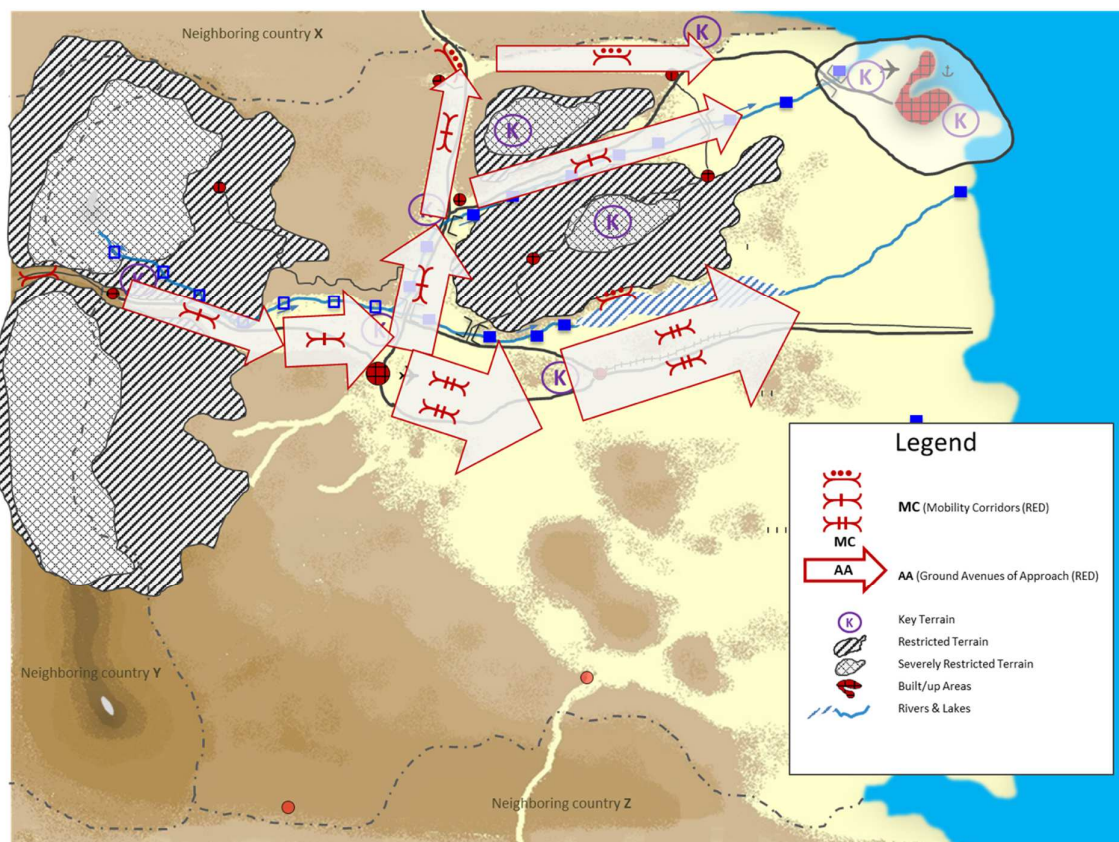 Neighboring country X
K
K
K
K
K
K
K
K
K
K
Legend
MC (Mobility Corridors (RED)
MC
AA
AA (Ground Avenues of Approach (RED)
K
Key Terrain
Restricted Terrain
Severely Restricted Terrain
Built/up Areas
Rivers & Lakes
Neighboring country Y
Neighboring country Z